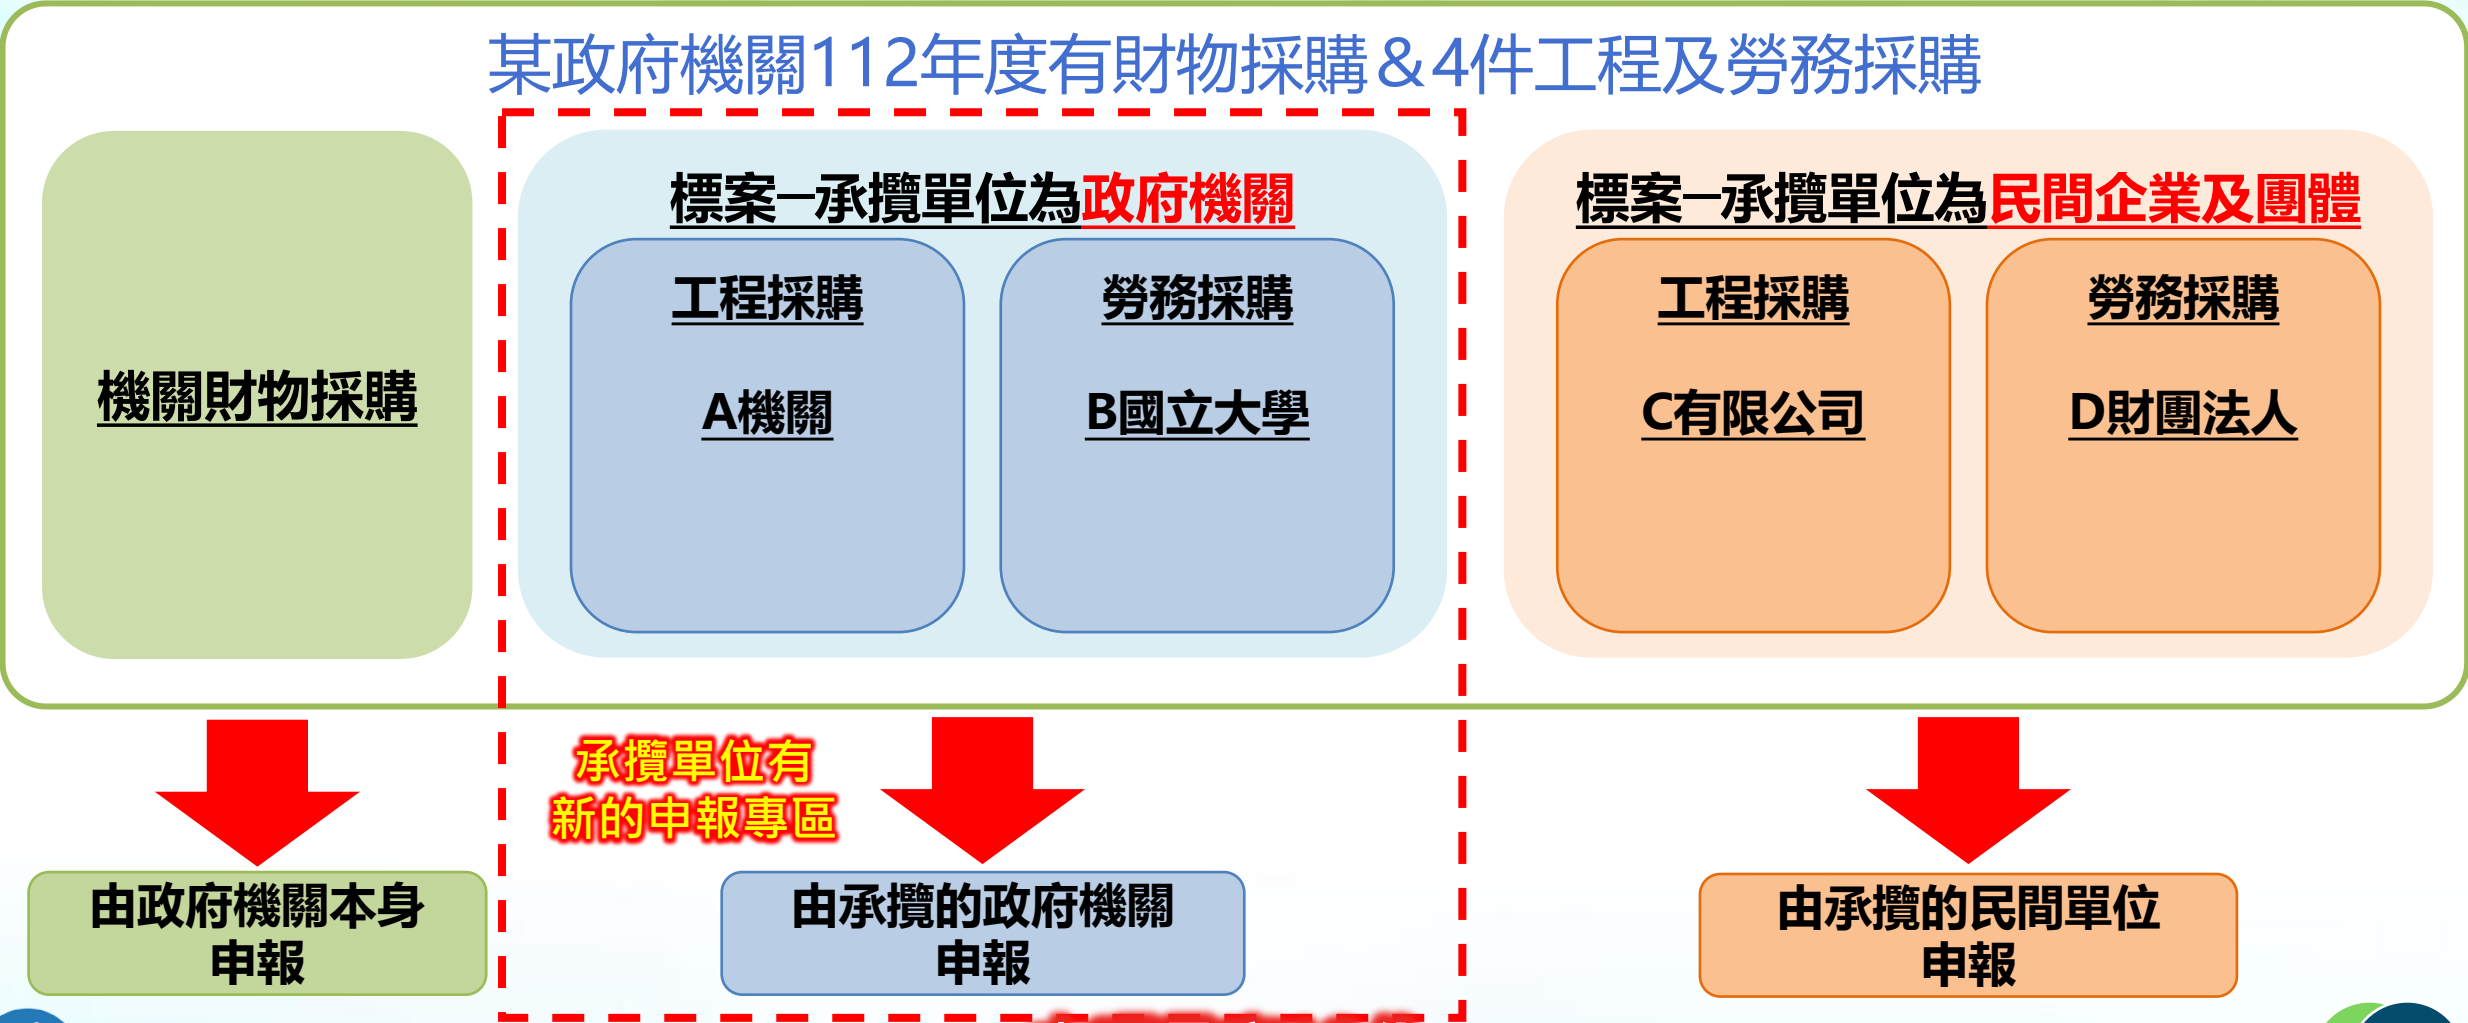 某政府機關112年度有財物採購&4件工程及勞務採購
機關財物採購
標案─承攬單位為政府機關
工程採購
A機關
勞務採購
B國立大學
標案─承攬單位為民間企業及團體
工程採購
C有限公司
勞務採購
D財團法人
承攬單位有
新的申報專區
由政府機關本身
申報
由承攬的政府機關
申報
由承攬的民間單位
申報